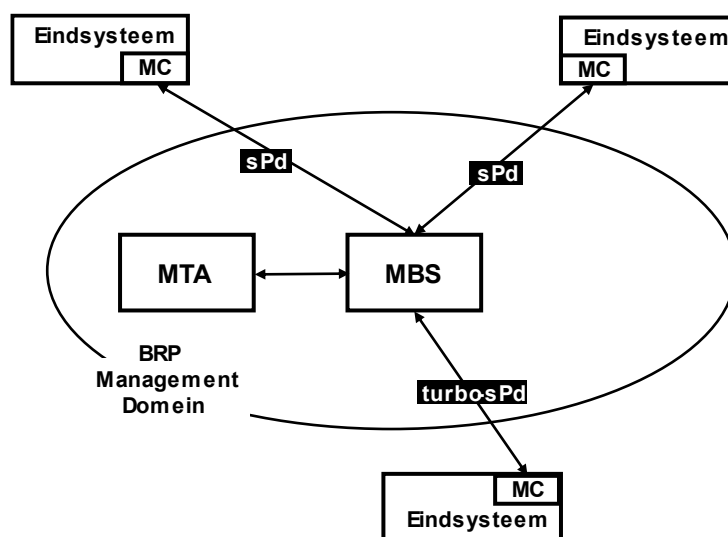 Eindsysteem
MC
Eindsysteem
MC
sPd
sPd
MTA
MBS
BRP
Management
Domein
turbo-sPd
MC
Eindsysteem